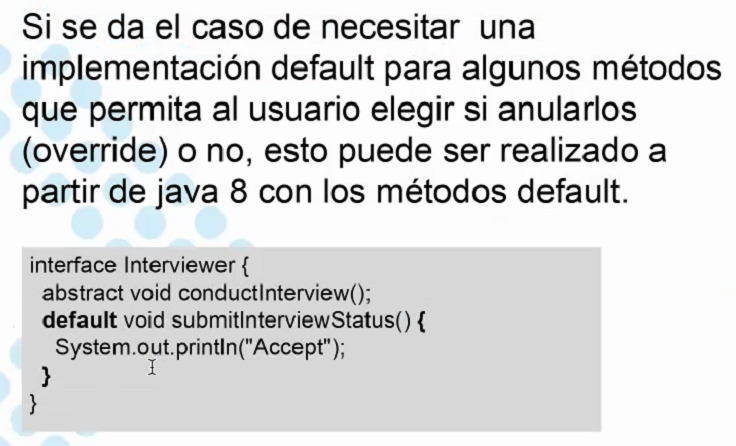 Si se da el caso de necesitar una
implementación default para algunos métodos
que permita al usuario elegir si anularlos
(override) o no, esto puede ser realizado a
partir de java 8 con los métodos default.
interface Interviewer {
abstract void conductInterview();
default void submitInterviewStatus() {
System.out.println("Accept");
}
}